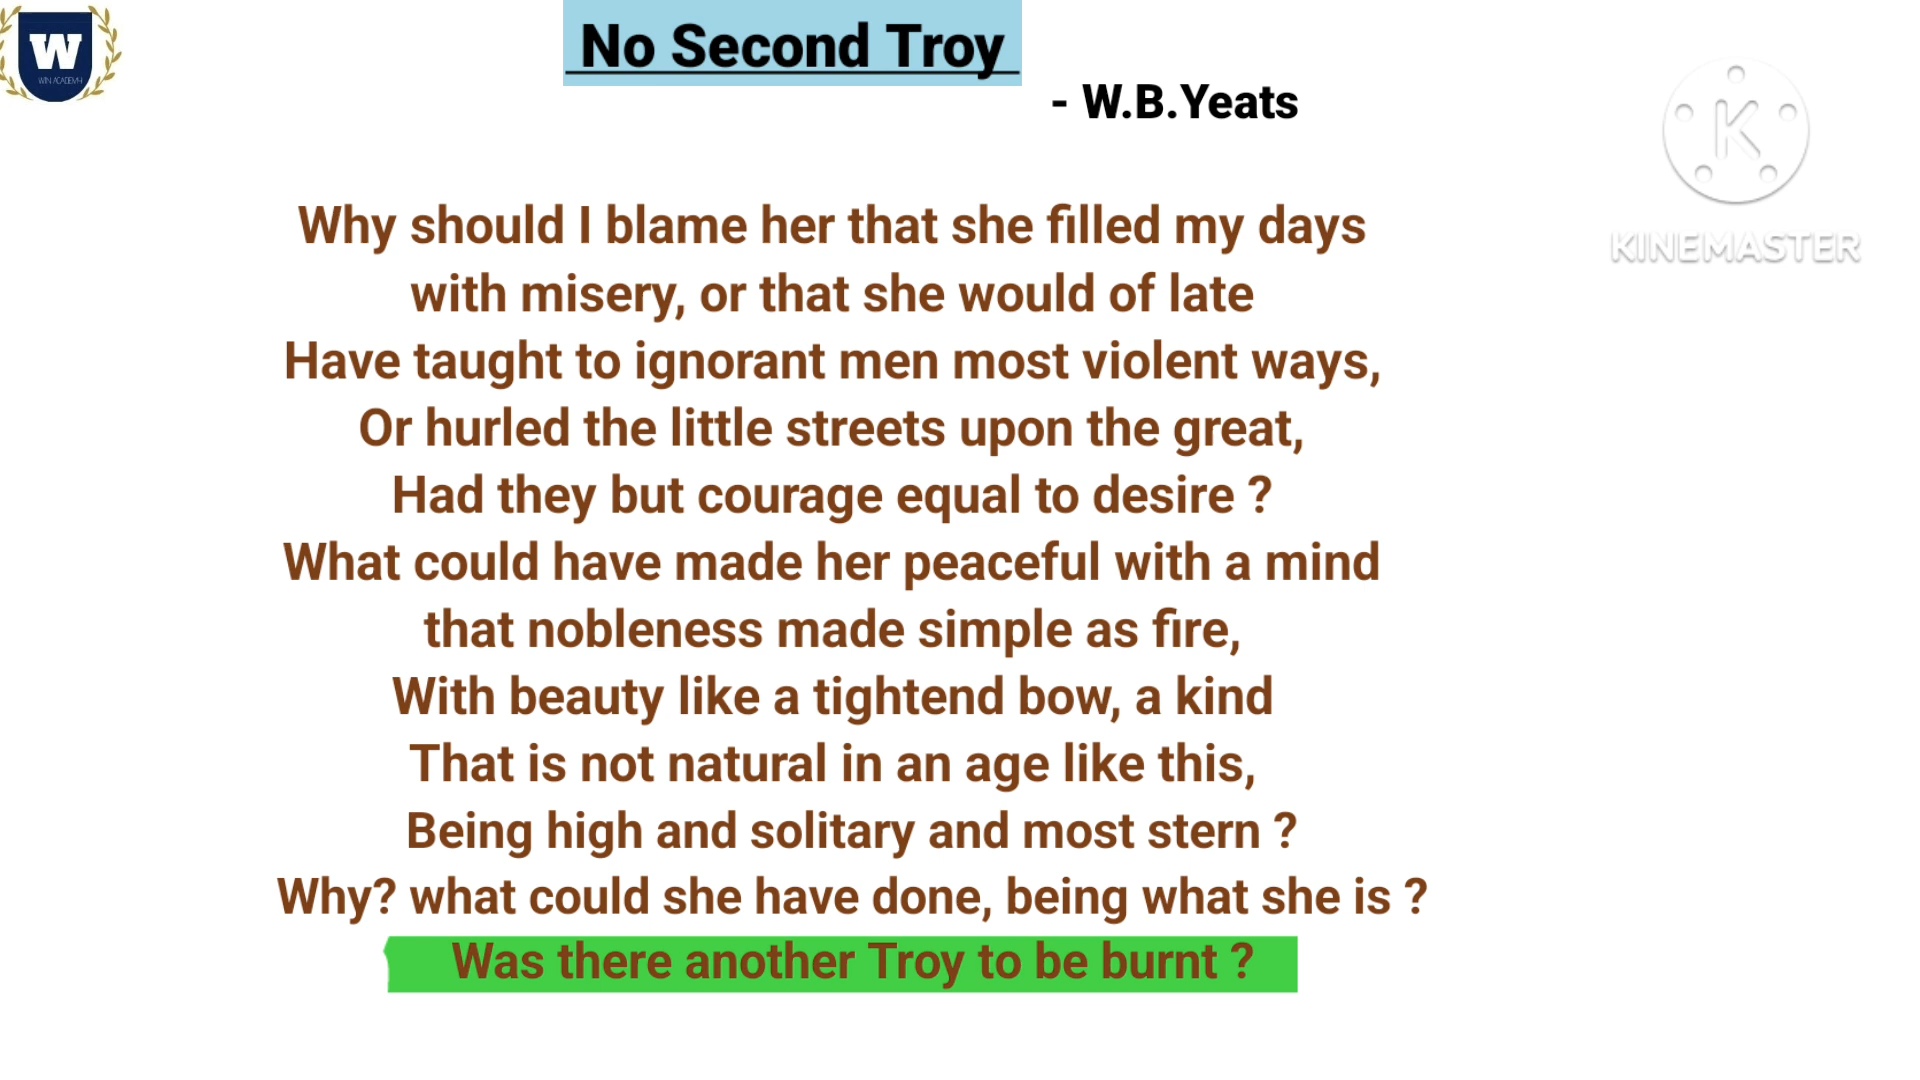 W
WIN ACADEMY
No Second Troy
- W.B.Yeats
K
KINEMASTER
Why should I blame her that she filled my days
with misery, or that she would of late
Have taught to ignorant men most violent ways,
Or hurled the little streets upon the great,
Had they but courage equal to desire ?
What could have made her peaceful with a mind
that nobleness made simple as fire,
With beauty like a tightend bow, a kind
That is not natural in an age like this,
Being high and solitary and most stern ?
Why? what could she have done, being what she is ?
Was there another Troy to be burnt ?